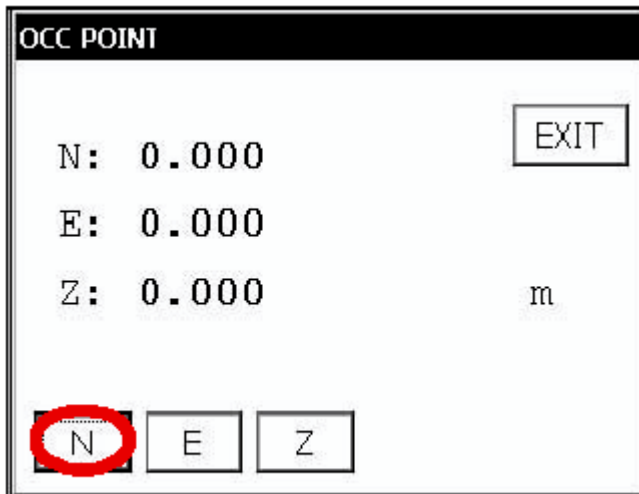 OCC POINT
EXIT
N: 0.000
E: 0.000
Z: 0.000 m
N E Z